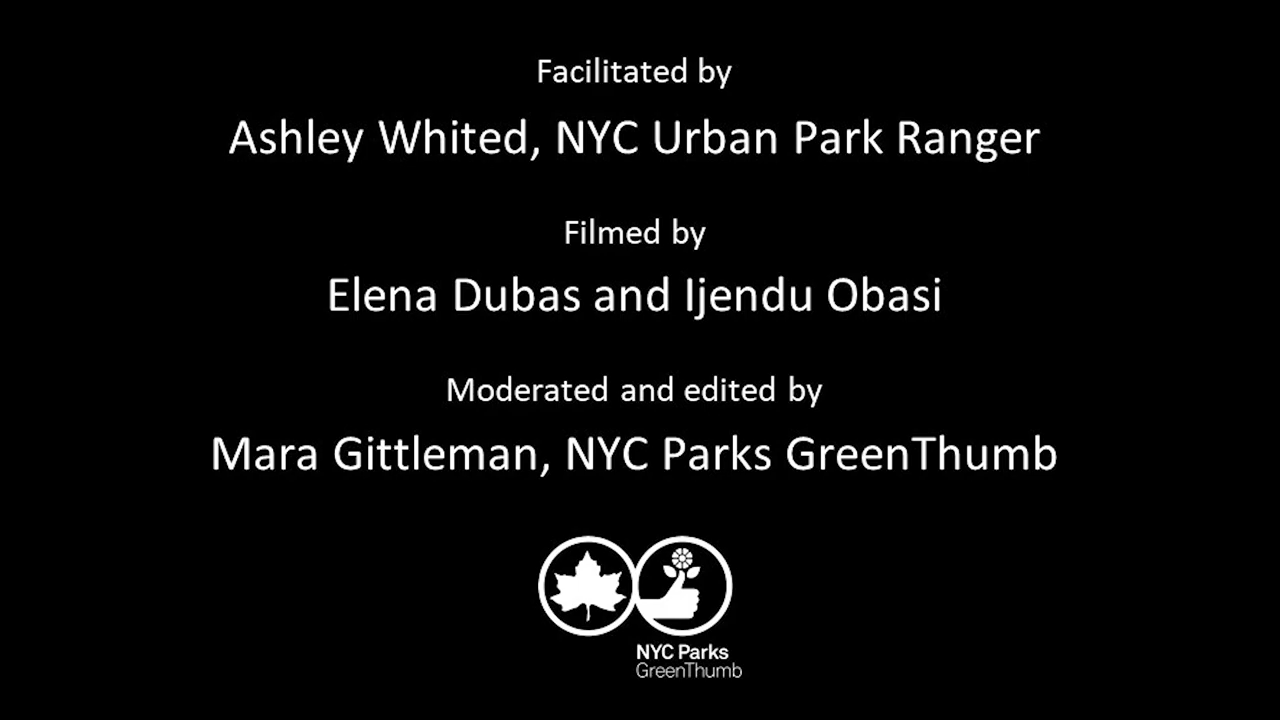 Facilitated by
Ashley Whited, NYC Urban Park Ranger
Filmed by
Elena Dubas and Ijendu Obasi
Moderated and edited by
Mara Gittleman, NYC Parks GreenThumb
NYC Parks
GreenThumb